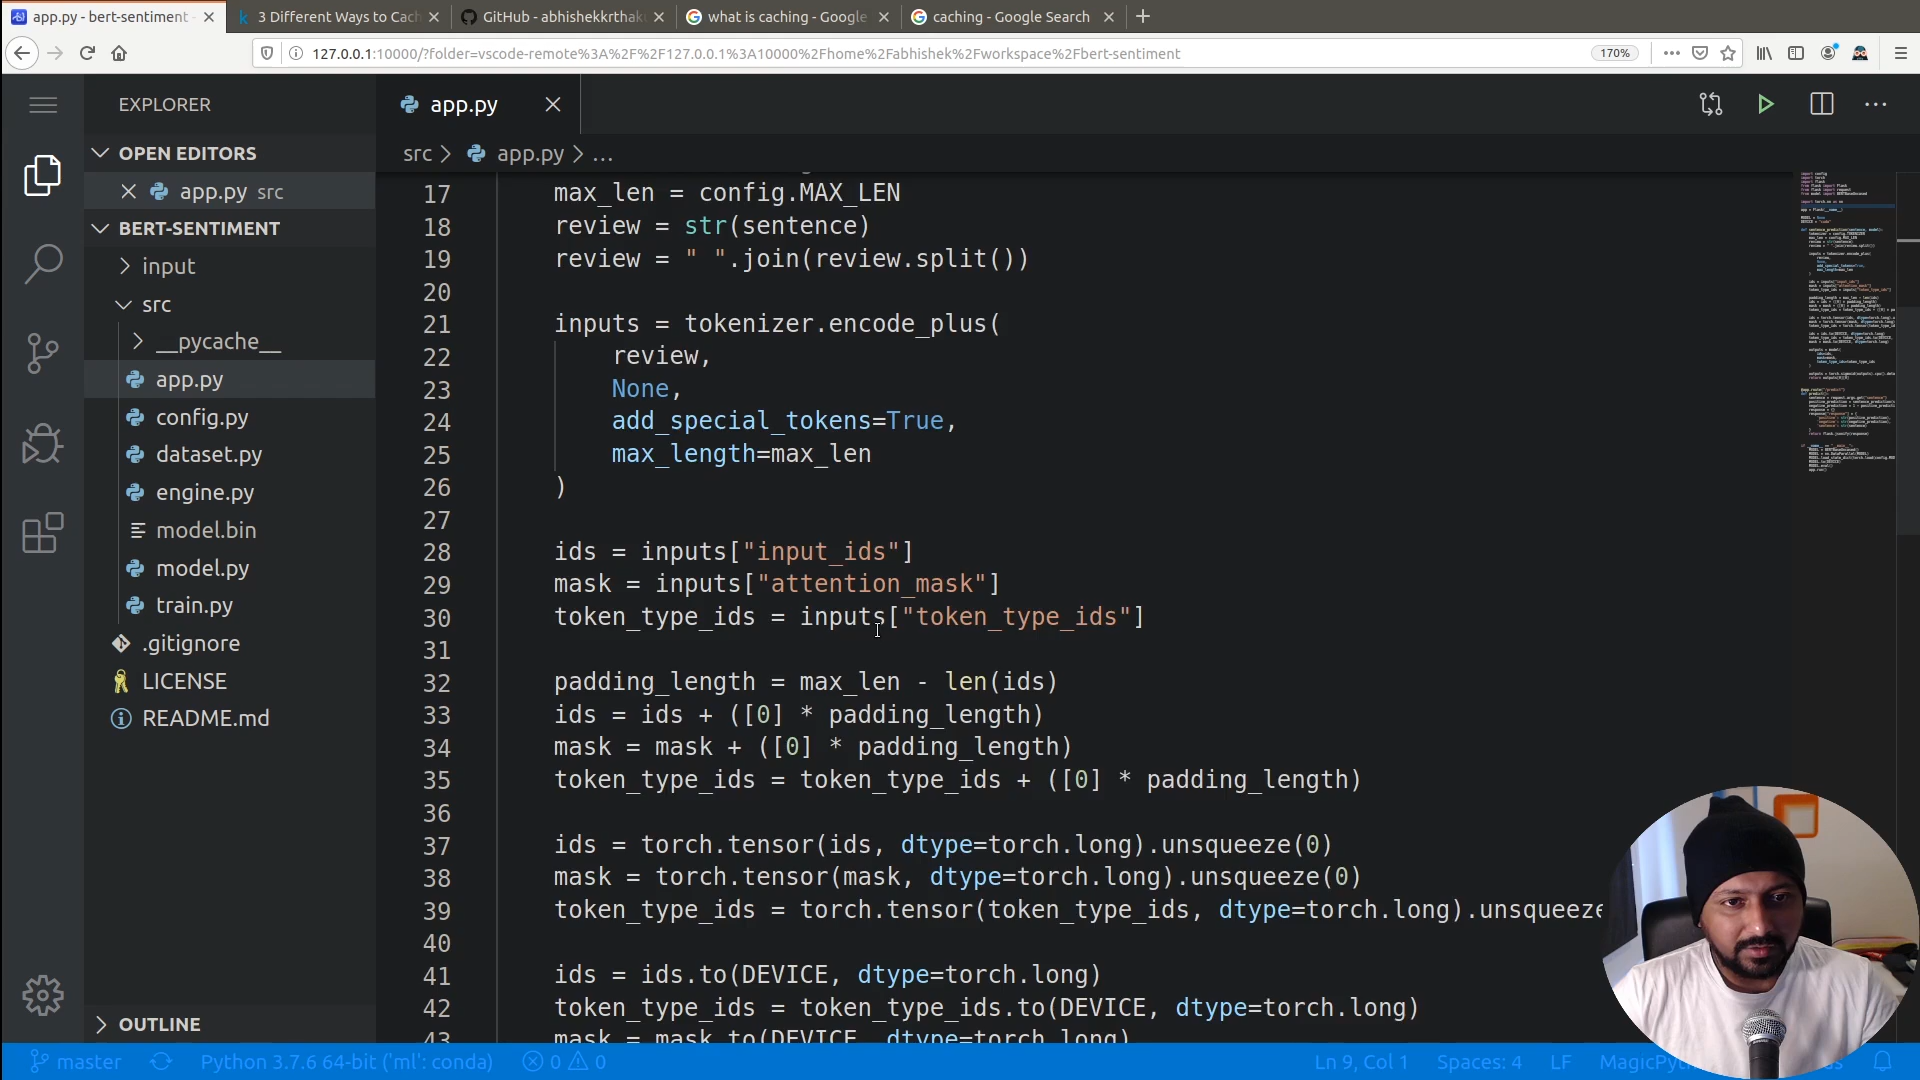 app.py - bert-sentiment
3 Different Ways to Cach
GitHub - abhishekkrthak
what is caching - Google
caching - Google Search
127.0.0.1:10000/?folder=vscode-remote%3A%2F%2F127.0.0.1%3A10000%2Fhome%2Fabhishek%2Fworkspace%2Fbert-sentiment
170%
EXPLORER
OPEN EDITORS
app.py src
BERT-SENTIMENT
input
src
__pycache__
app.py
config.py
dataset.py
engine.py
model.bin
model.py
train.py
.gitignore
LICENSE
README.md
OUTLINE
app.py
src > app.py > ...
17 max_len = config.MAX_LEN
18 review = str(sentence)
19 review = " ".join(review.split())
20
21 inputs = tokenizer.encode_plus(
22 review,
23 None,
24 add_special_tokens=True,
25 max_length=max_len
26 )
27
28 ids = inputs["input_ids"]
29 mask = inputs["attention_mask"]
30 token_type_ids = inputs["token_type_ids"]
31
32 padding_length = max_len - len(ids)
33 ids = ids + ([0] * padding_length)
34 mask = mask + ([0] * padding_length)
35 token_type_ids = token_type_ids + ([0] * padding_length)
36
37 ids = torch.tensor(ids, dtype=torch.long).unsqueeze(0)
38 mask = torch.tensor(mask, dtype=torch.long).unsqueeze(0)
39 token_type_ids = torch.tensor(token_type_ids, dtype=torch.long).unsqueeze
40
41 ids = ids.to(DEVICE, dtype=torch.long)
42 token_type_ids = token_type_ids.to(DEVICE, dtype=torch.long)
43 mask = mask.to(DEVICE, dtype=torch.long)
master
Python 3.7.6 64-bit ('ml': conda)
0
0
Ln 9, Col 1
Spaces: 4
LF
MagicPy